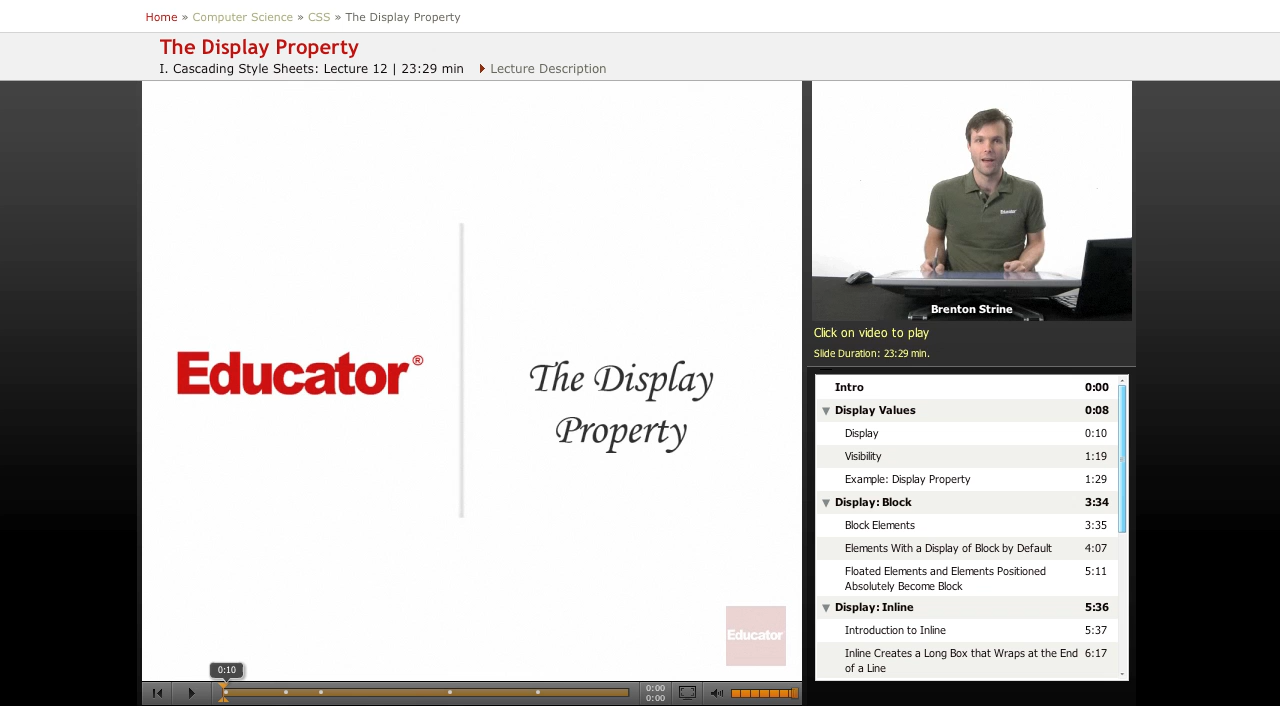 Home » Computer Science » CSS » The Display Property
The Display Property
I. Cascading Style Sheets: Lecture 12 | 23:29 min Lecture Description
Educator®
The Display
Property
Educator
0:10
0:00
0:00
Educator
Brenton Strine
Click on video to play
Slide Duration: 23:29 min.
Intro 0:00
Display Values 0:08
Display 0:10
Visibility 1:19
Example: Display Property 1:29
Display: Block 3:34
Block Elements 3:35
Elements With a Display of Block by Default 4:07
Floated Elements and Elements Positioned 5:11
Absolutely Become Block
Display: Inline 5:36
Introduction to Inline 5:37
Inline Creates a Long Box that Wraps at the End 6:17
of a Line